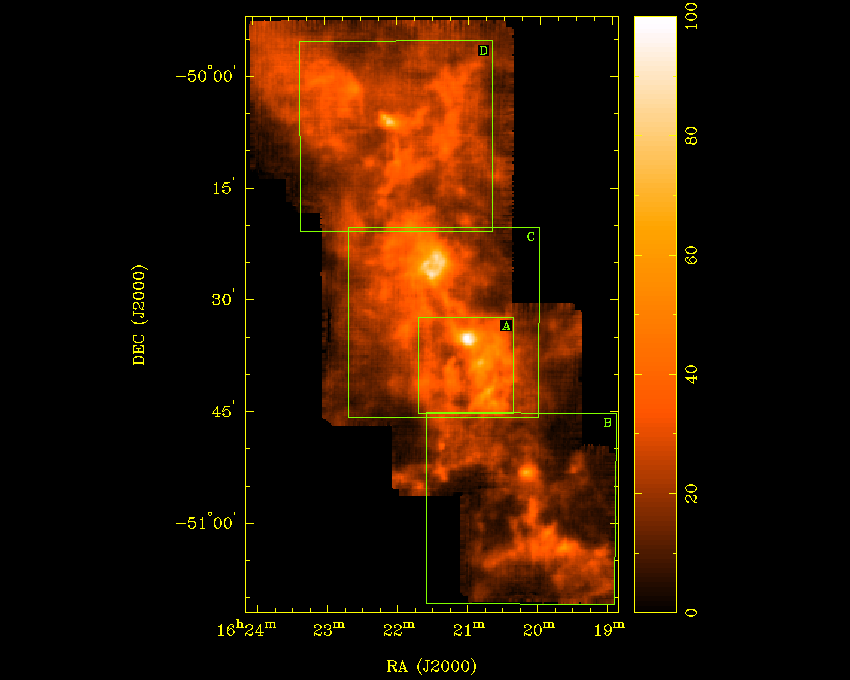 D
C
A
B
−50°00′
15′
30′
45′
−51°00′
DEC (J2000)
16ʰ24ᵐ 23ᵐ 22ᵐ 21ᵐ 20ᵐ 19ᵐ
RA (J2000)
100
80
60
40
20
0